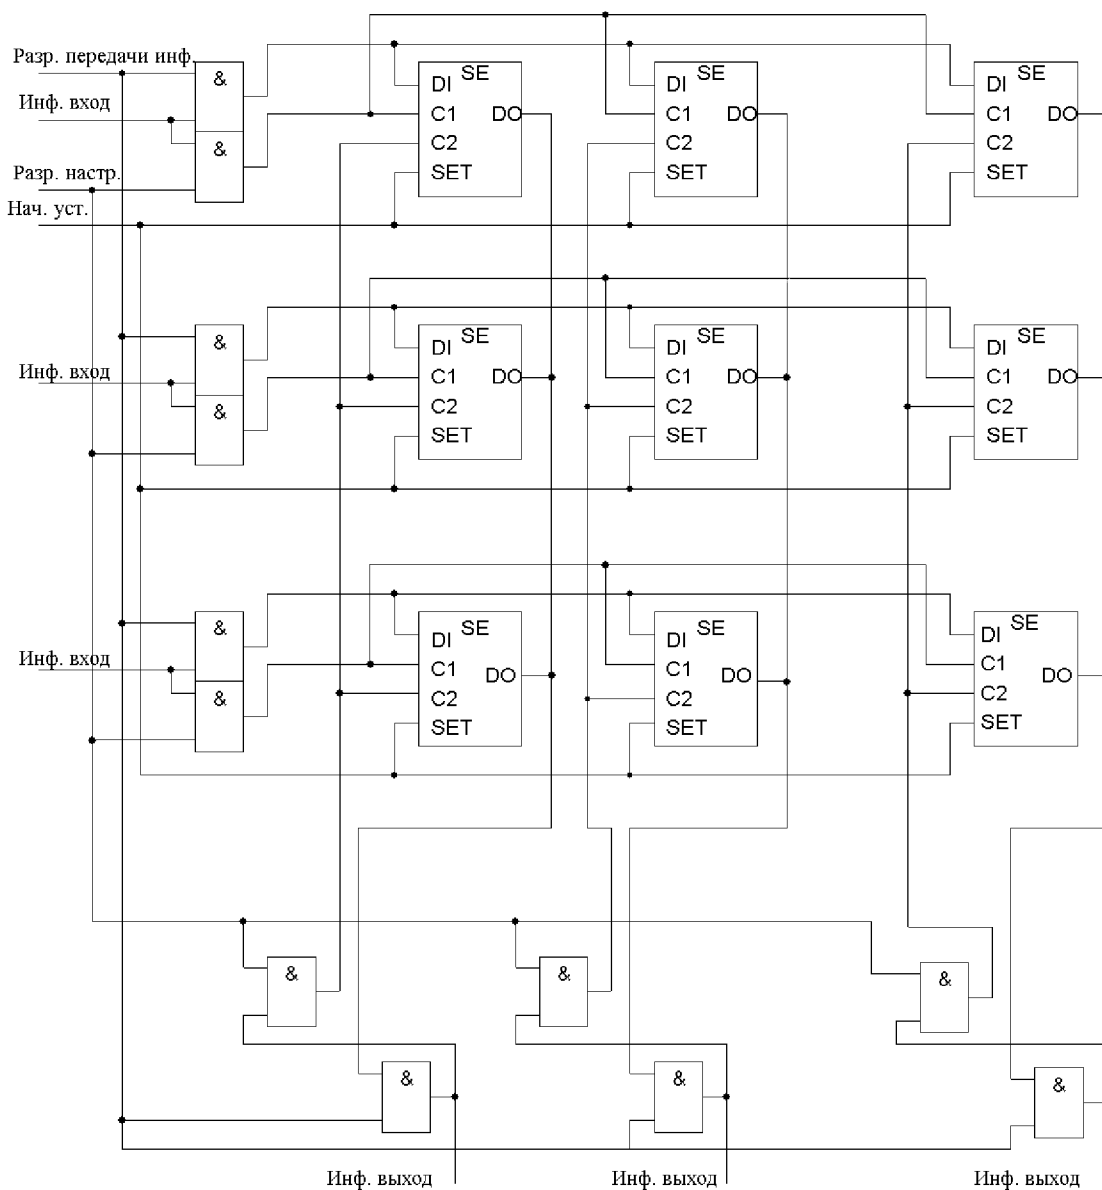 Разр. передачи инф.
&
SE
SE
SE
DI
DI
DI
Инф. вход
C1
DO
C1
DO
C1
DO
&
C2
C2
C2
Разр. настр.
SET
SET
SET
Нач. уст.
&
SE
SE
SE
DI
DI
DI
Инф. вход
C1
DO
C1
DO
C1
DO
&
C2
C2
C2
SET
SET
SET
&
SE
SE
SE
DI
DI
DI
Инф. вход
C1
DO
C1
DO
C1
DO
&
C2
C2
C2
SET
SET
SET
&
&
&
&
&
&
Инф. выход
Инф. выход
Инф. выход